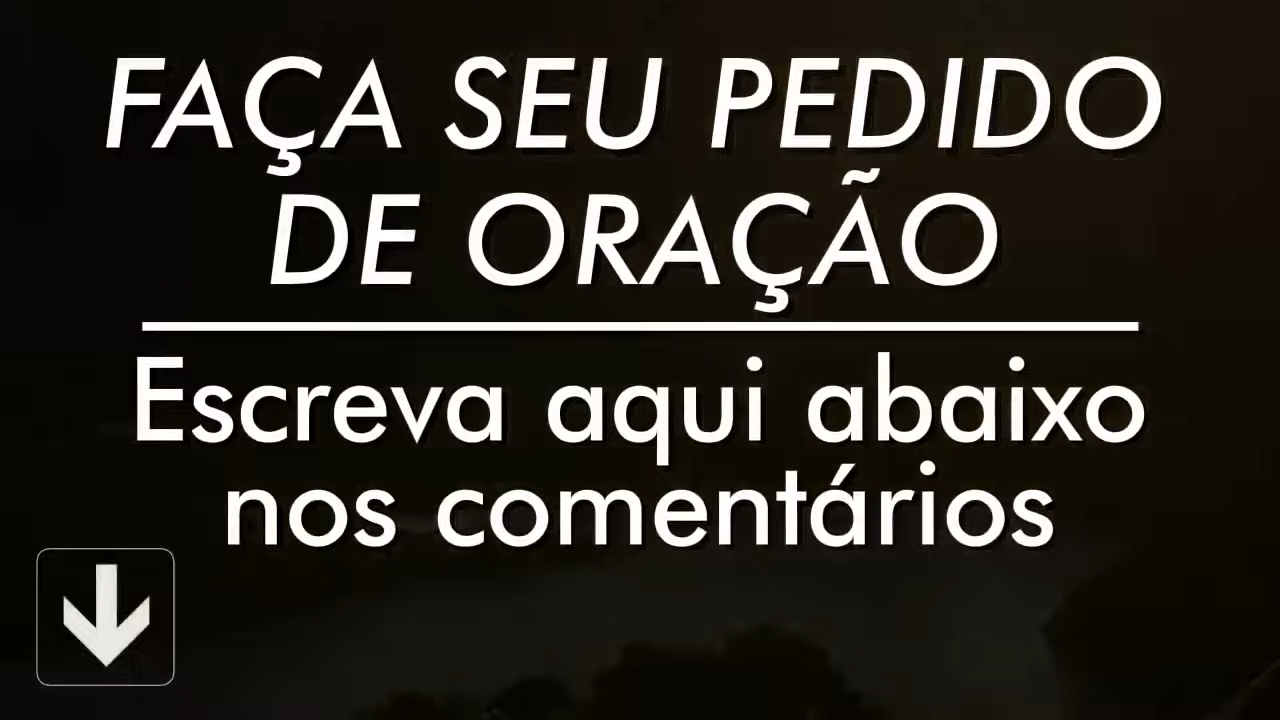 FAÇA SEU PEDIDO
DE ORAÇÃO
Escreva aqui abaixo
nos comentários